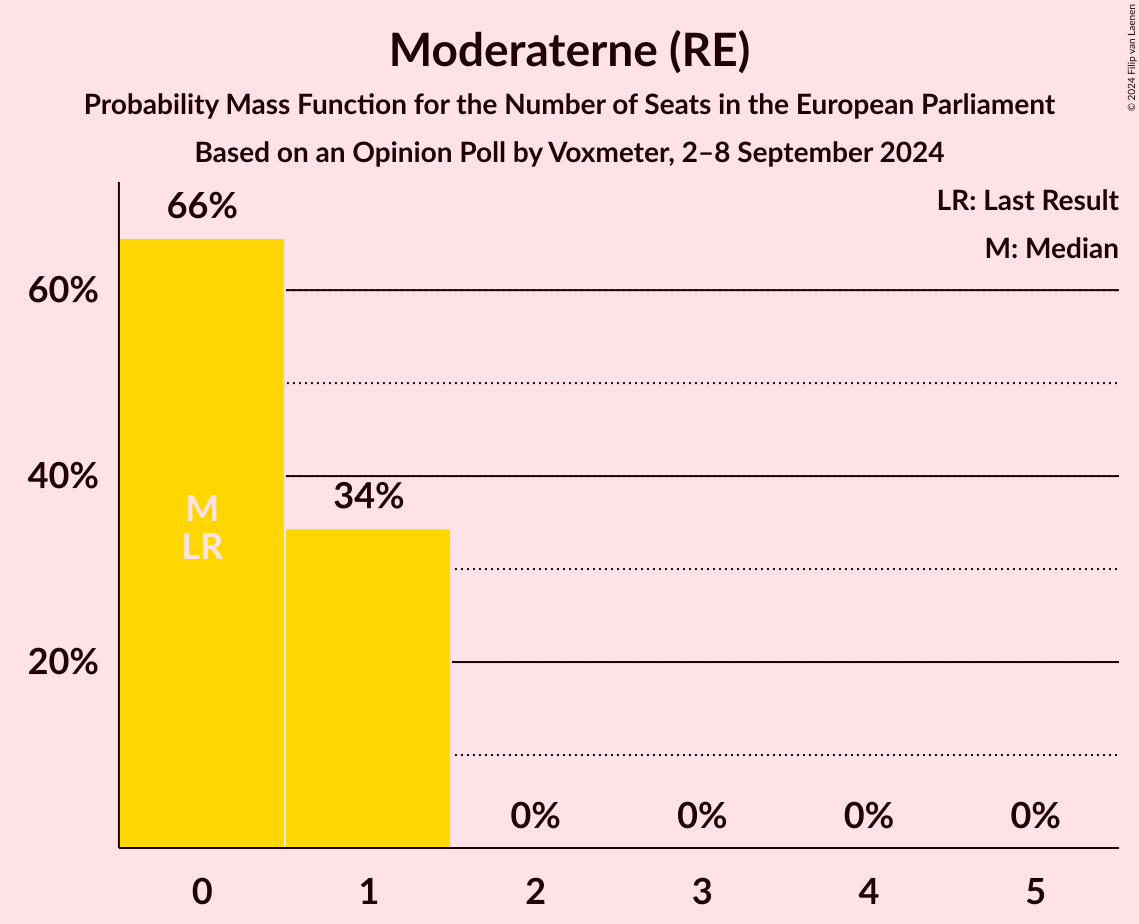 Moderaterne (RE)
Probability Mass Function for the Number of Seats in the European Parliament
Based on an Opinion Poll by Voxmeter, 2–8 September 2024
© 2024 Filip van Laenen
LR: Last Result
M: Median
66%
60%
40%
34%
M
LR
20%
0% 0% 0% 0%
0 1 2 3 4 5